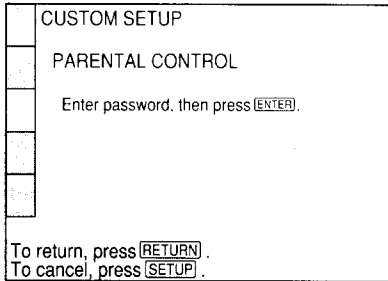 CUSTOM SETUP
PARENTAL CONTROL
Enter password, then press ENTER.
To return, press RETURN.
To cancel, press SETUP.